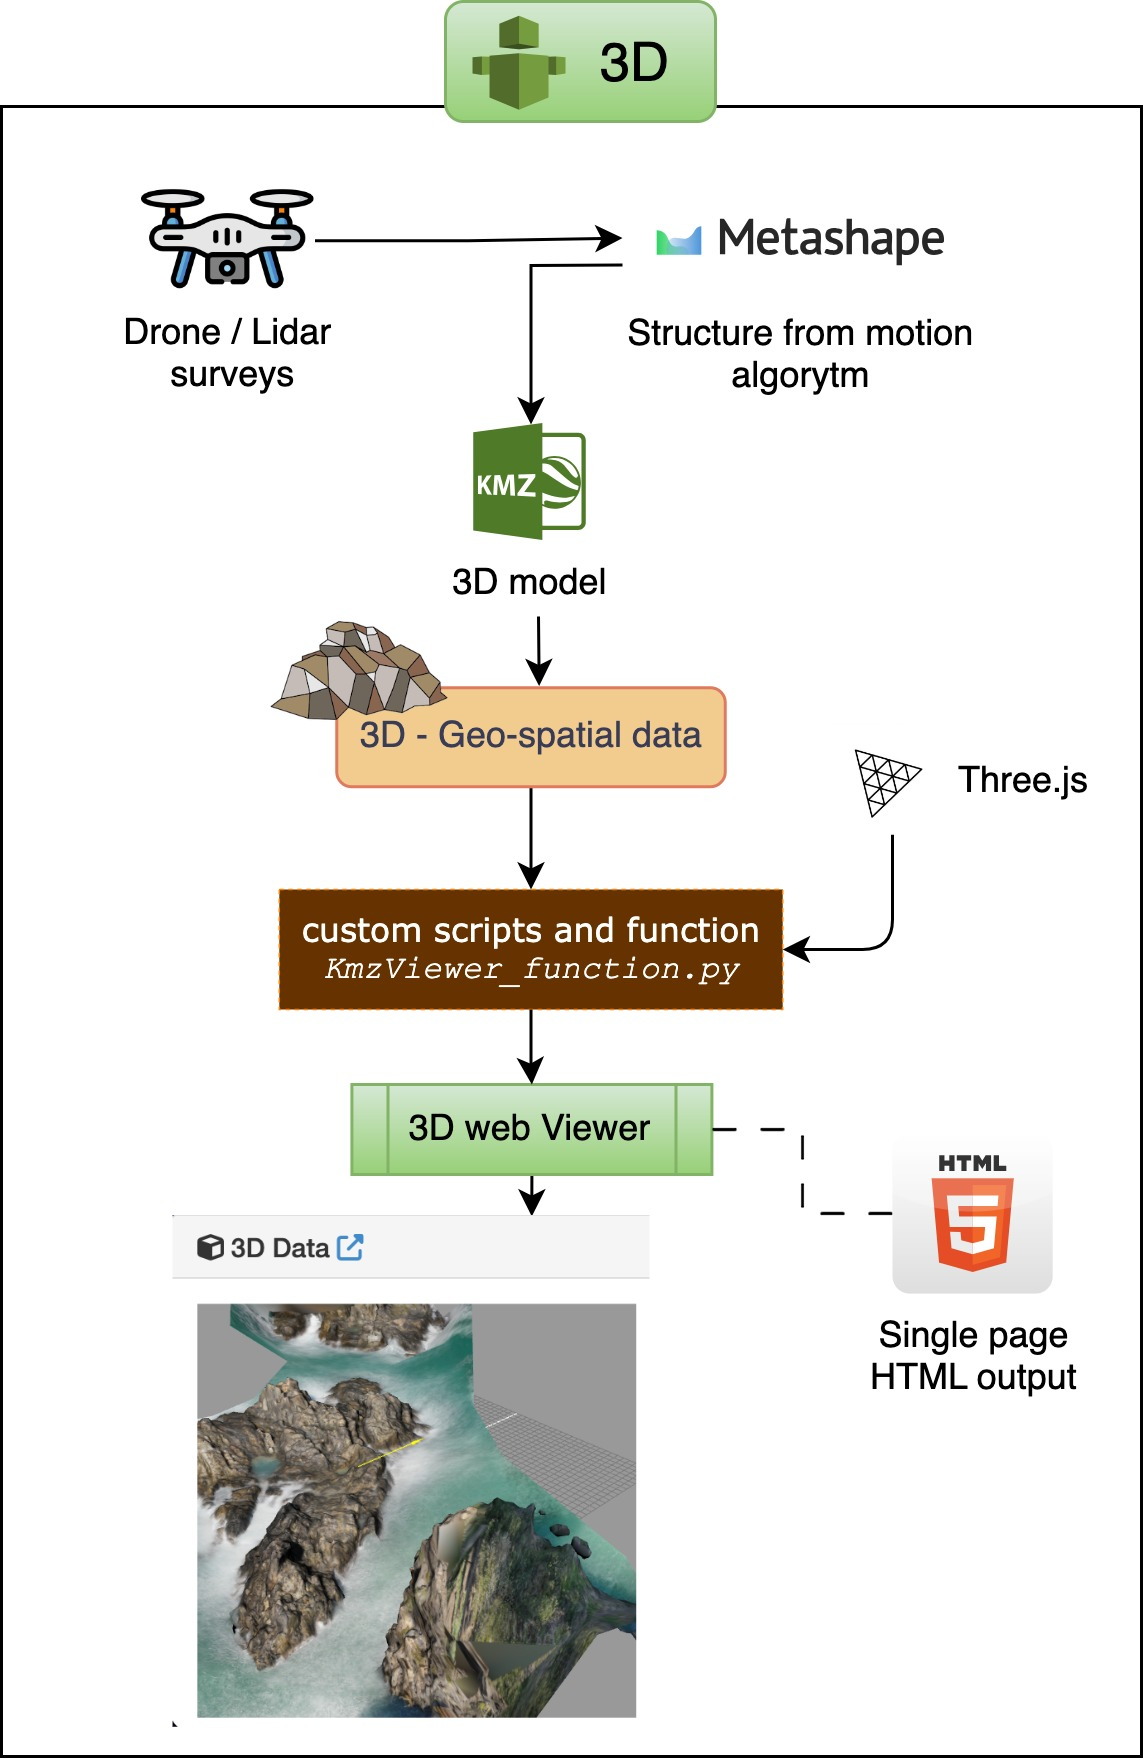 3D
Metashape
Drone / Lidar
surveys
Structure from motion
algorytm
KMZ
3D model
3D - Geo-spatial data
Three.js
custom scripts and function
KmzViewer_function.py
3D web Viewer
HTML
5
3D Data
Single page
HTML output